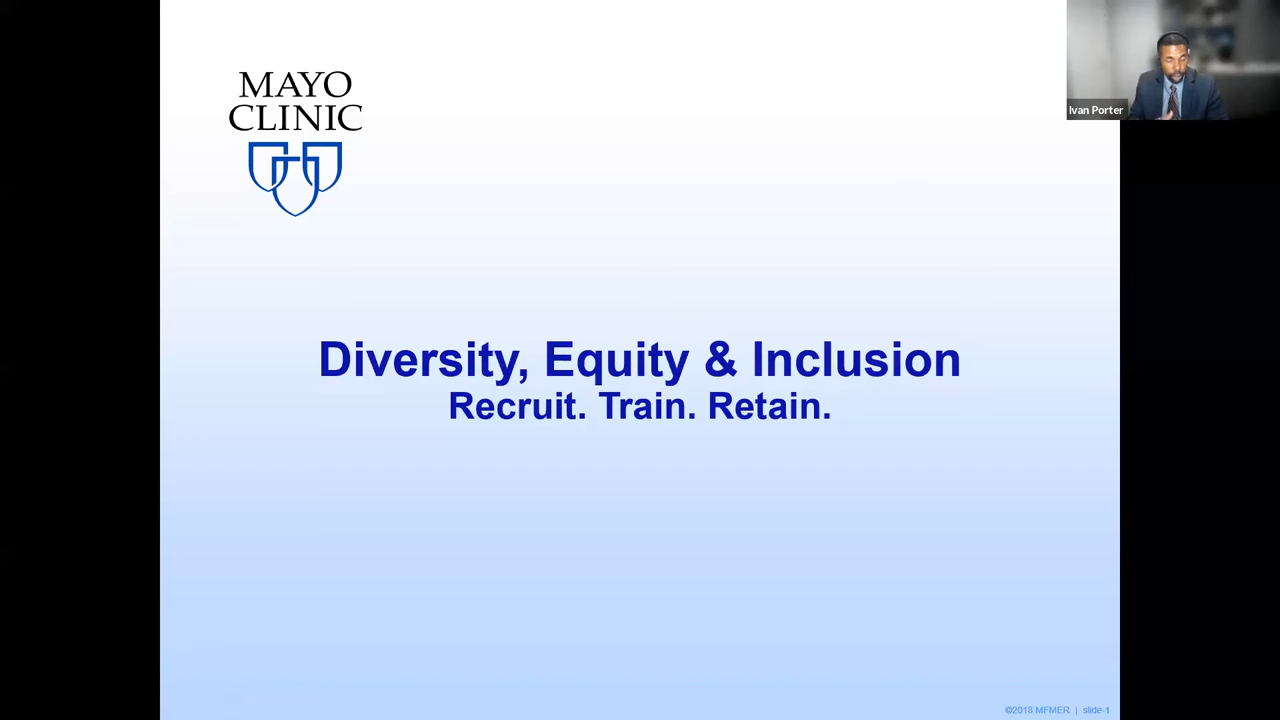 MAYO
CLINIC
Ivan Porter
Diversity, Equity & Inclusion
Recruit. Train. Retain.
©2018 MFMER | slide-1